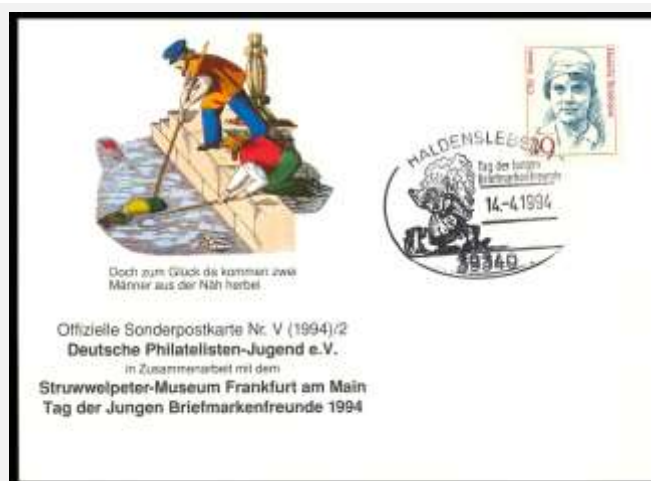 HALDENSLEBEN
Tag der Jungen
Briefmarkenfreunde
14.-4.1994
39340
Doch zum Glück da kommen zwei
Männer aus der Näh herbei
Offizielle Sonderpostkarte Nr. V (1994)/2
Deutsche Philatelisten-Jugend e.V.
in Zusammenarbeit mit dem
Struwwelpeter-Museum Frankfurt am Main
Tag der Jungen Briefmarkenfreunde 1994